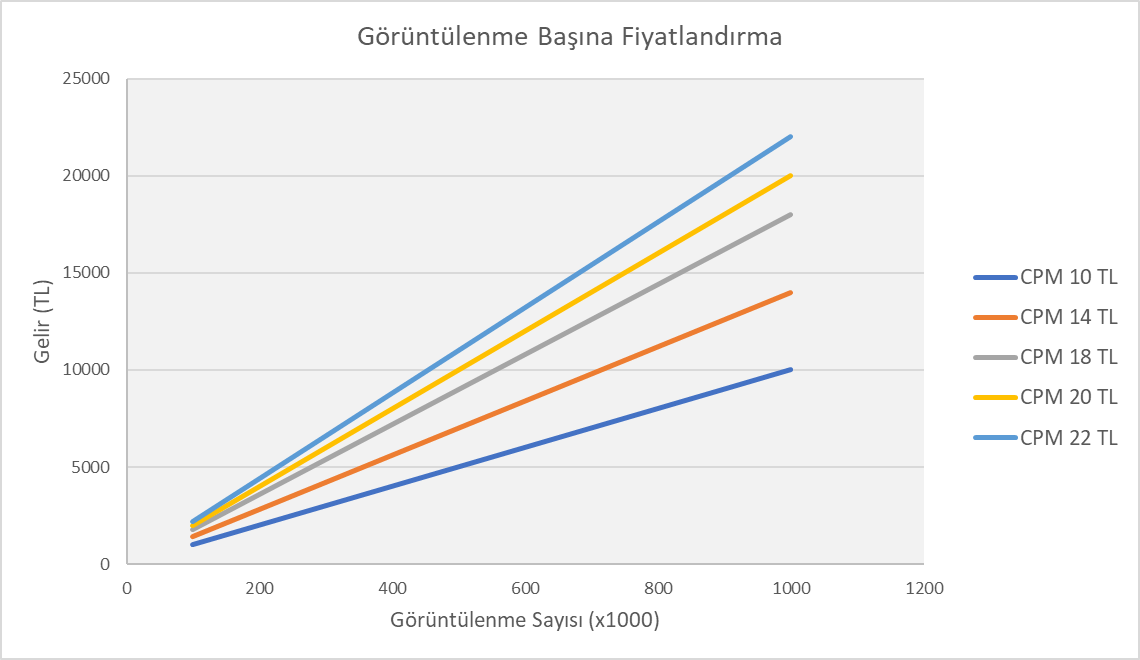 Görüntülenme Başına Fiyatlandırma
25000
20000
15000
10000
5000
0
Gelir (TL)
0 200 400 600 800 1000 1200
Görüntülenme Sayısı (x1000)
CPM 10 TL
CPM 14 TL
CPM 18 TL
CPM 20 TL
CPM 22 TL